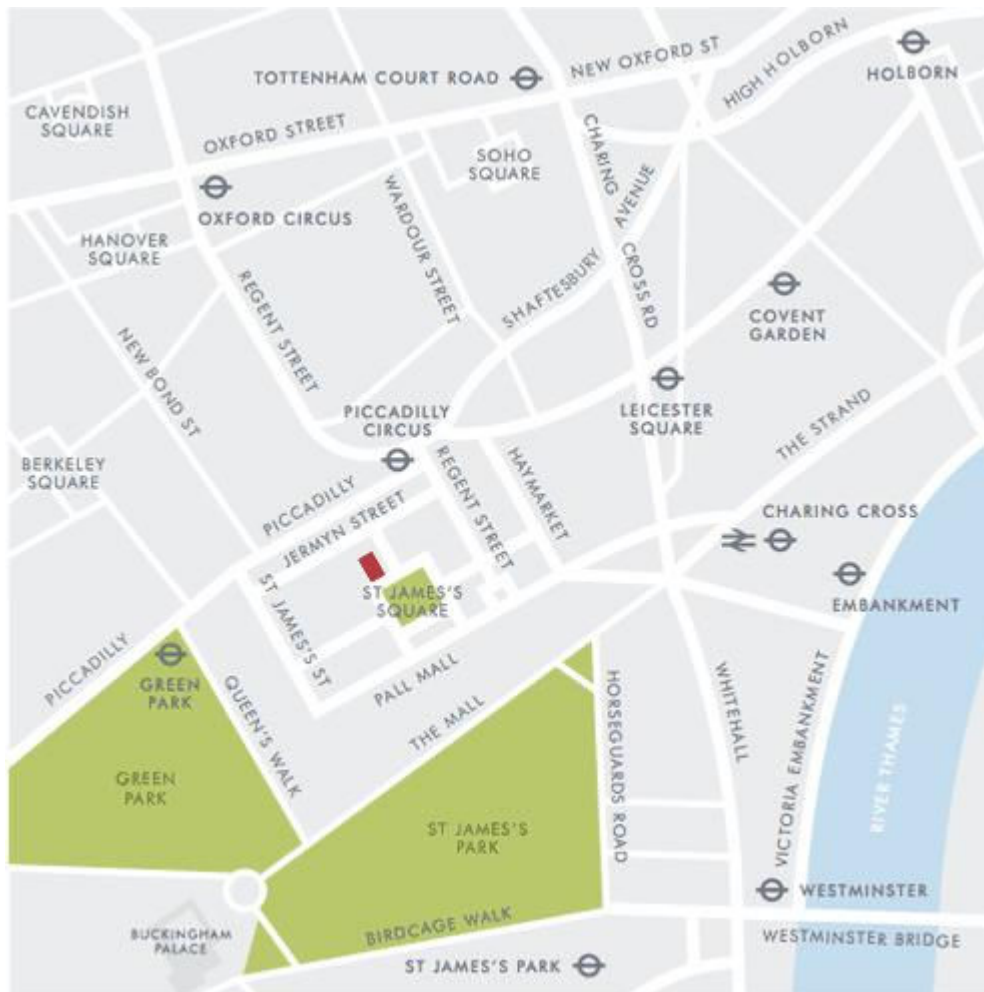 NEW OXFORD ST
HIGH HOLBORN
HOLBORN
TOTTENHAM COURT ROAD
CAVENDISH
SQUARE
OXFORD STREET
SOHO
SQUARE
CHARING
CROSS RD
AVENUE
SHAFTESBURY
WARDOUR STREET
OXFORD CIRCUS
HANOVER
SQUARE
REGENT STREET
COVENT
GARDEN
NEW BOND ST
PICCADILLY
CIRCUS
LEICESTER
SQUARE
THE STRAND
BERKELEY
SQUARE
PICCADILLY
JERMYN STREET
REGENT STREET
HAYMARKET
CHARING CROSS
ST JAMES'S
SQUARE
EMBANKMENT
ST JAMES'S ST
PICCADILLY
GREEN
PARK
QUEEN'S WALK
PALL MALL
THE MALL
HORSEGUARDS ROAD
WHITEHALL
VICTORIA EMBANKMENT
RIVER THAMES
GREEN
PARK
ST JAMES'S
PARK
WESTMINSTER
BUCKINGHAM
PALACE
BIRDCAGE WALK
WESTMINSTER BRIDGE
ST JAMES'S PARK